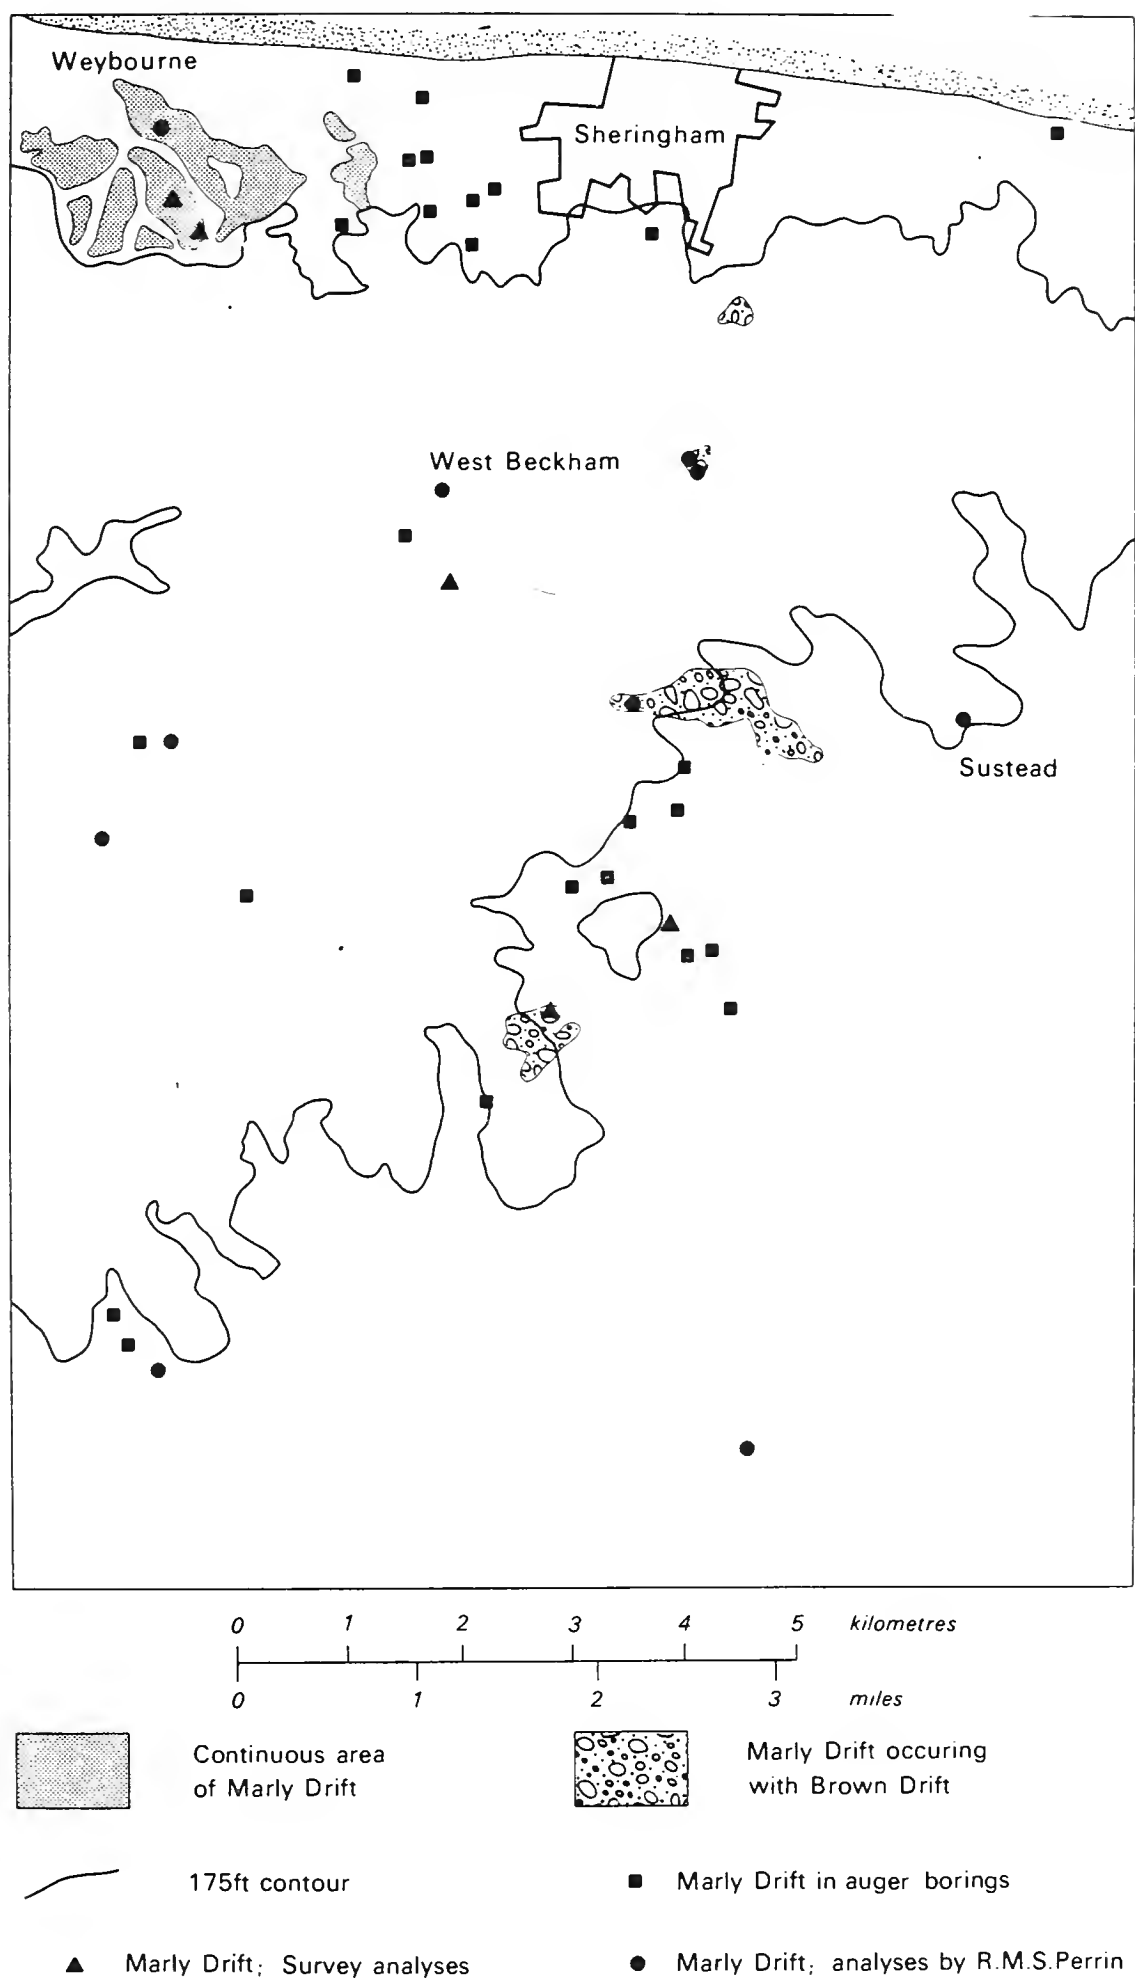 Weybourne
Sheringham
West Beckham
?
Sustead
0 1 2 3 4 5 kilometres
0 1 2 3 miles
Continuous area
of Marly Drift
Marly Drift occuring
with Brown Drift
175ft contour
Marly Drift in auger borings
Marly Drift; Survey analyses
Marly Drift; analyses by R.M.S.Perrin